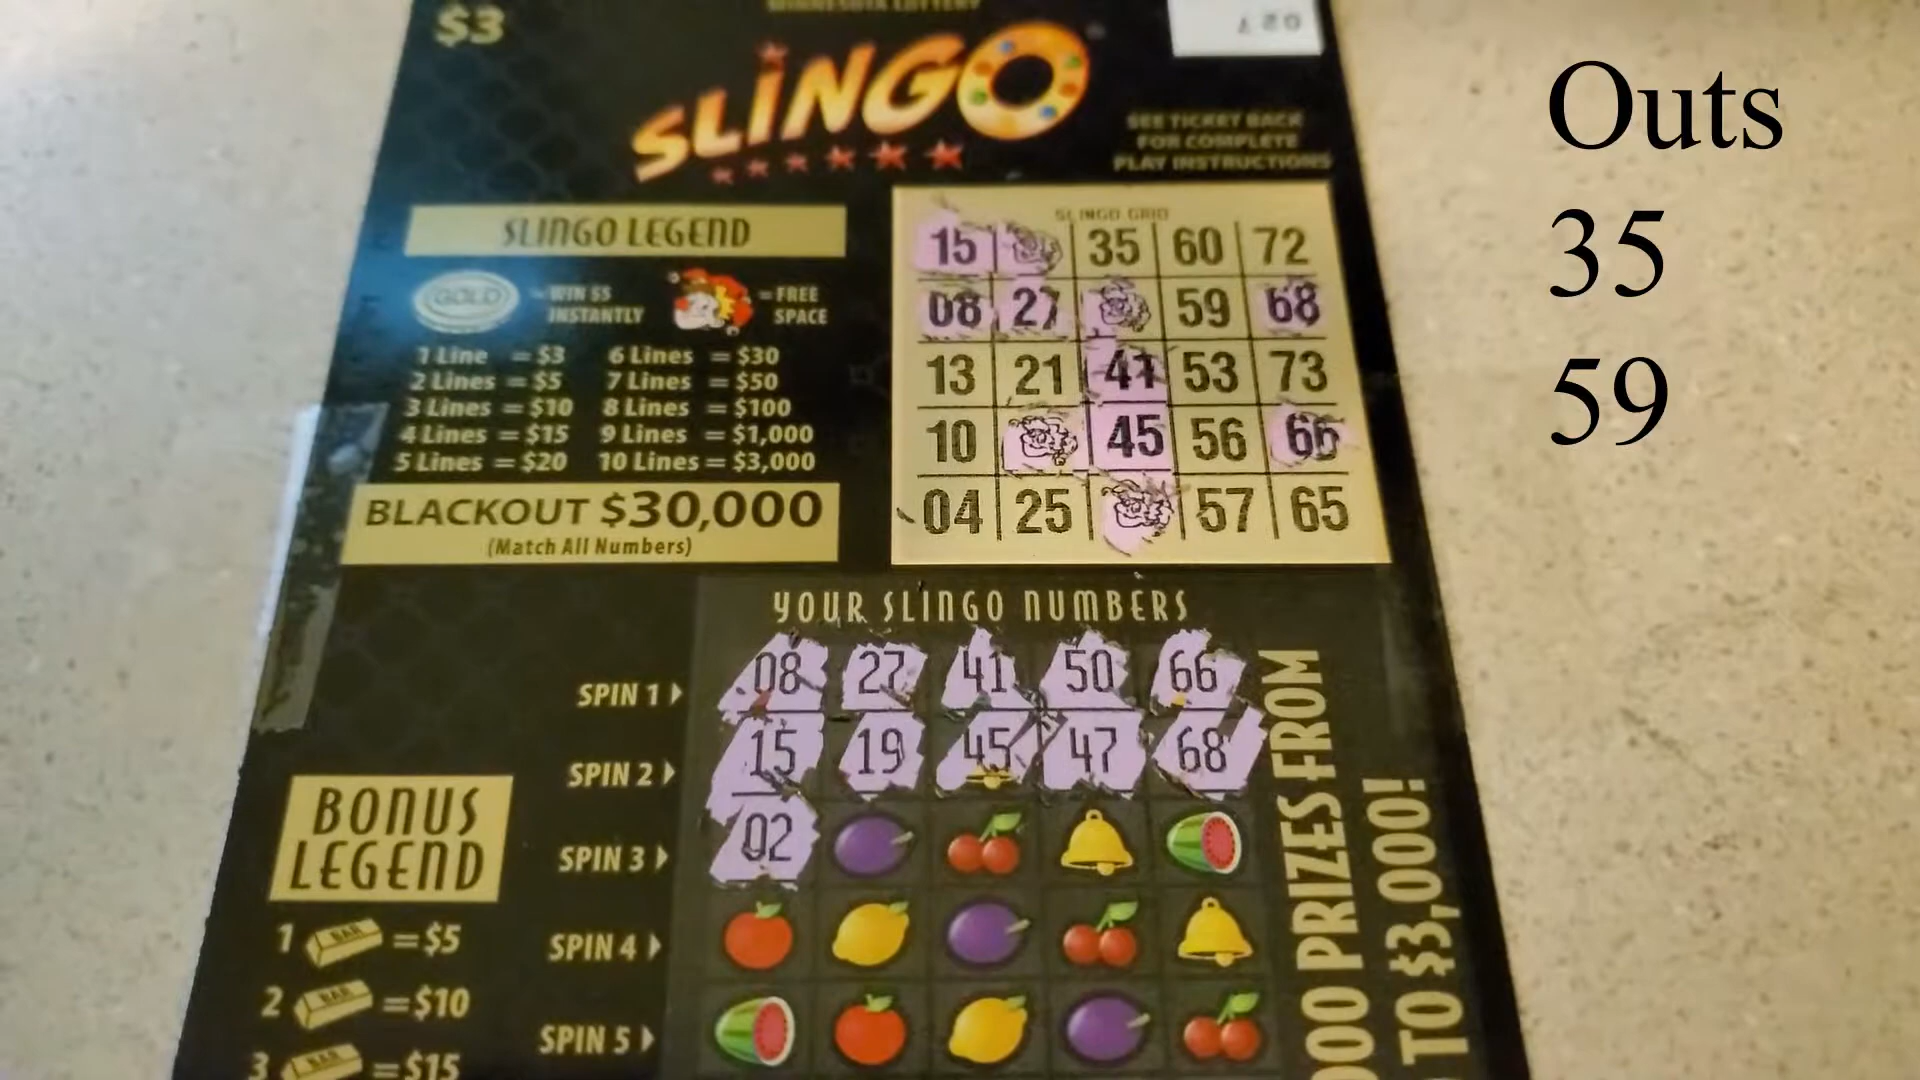 $3
MINNESOTA LOTTERY
SLINGO
SEE TICKET BACK
FOR COMPLETE
PLAY INSTRUCTIONS
Outs
35
59
SLINGO LEGEND
GOLD = WIN $5 INSTANTLY
= FREE SPACE
1 Line = $3 6 Lines = $30
2 Lines = $5 7 Lines = $50
3 Lines = $10 8 Lines = $100
4 Lines = $15 9 Lines = $1,000
5 Lines = $20 10 Lines = $3,000
BLACKOUT $30,000
(Match All Numbers)
SLINGO GRID
15 35 60 72
08 27 59 68
13 21 41 53 73
10 45 56 66
04 25 57 65
YOUR SLINGO NUMBERS
SPIN 1 08 27 41 50 66
SPIN 2 15 19 45 47 68
SPIN 3 02
SPIN 4
SPIN 5
BONUS
LEGEND
1 BAR = $5
2 BAR = $10
3 BAR = $15
PRIZES FROM
TO $3,000!